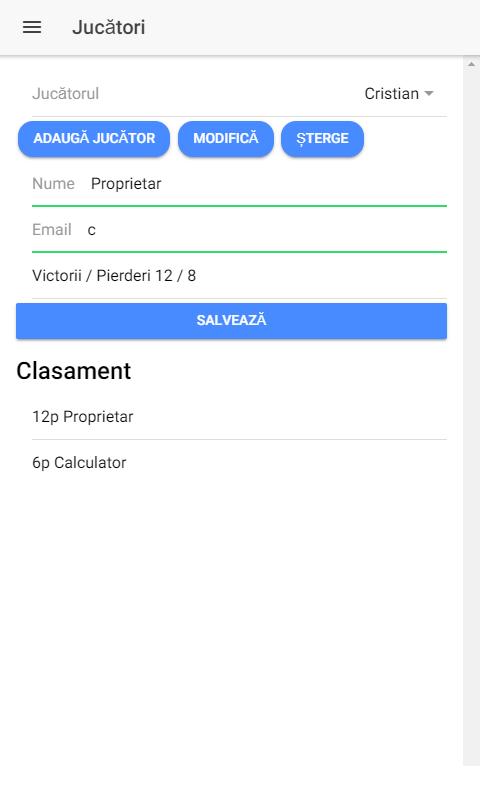 Jucători
Jucătorul Cristian
ADAUGĂ JUCĂTOR MODIFICĂ ȘTERGE
Nume Proprietar
Email c
Victorii / Pierderi 12 / 8
SALVEAZĂ
Clasament
12p Proprietar
6p Calculator